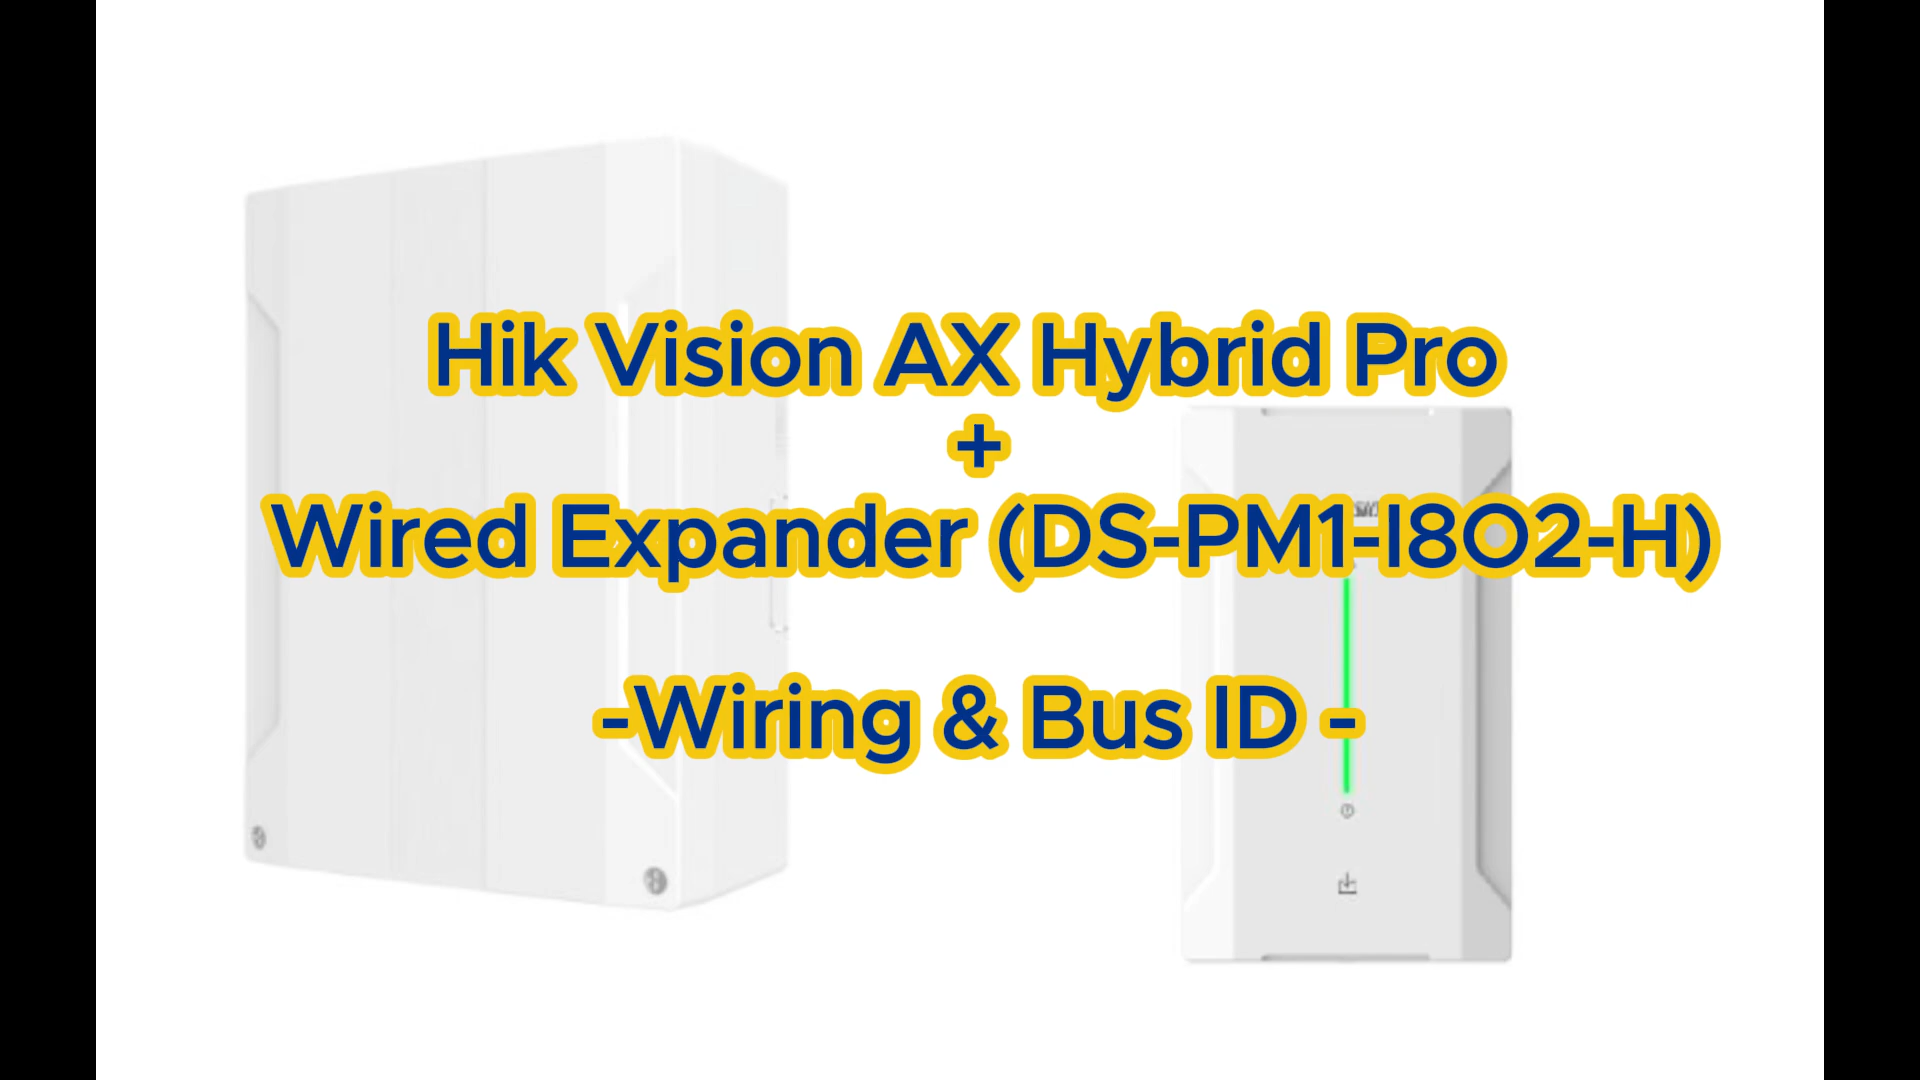 Hik Vision AX Hybrid Pro
+
Wired Expander (DS-PM1-I8O2-H)
-Wiring & Bus ID -